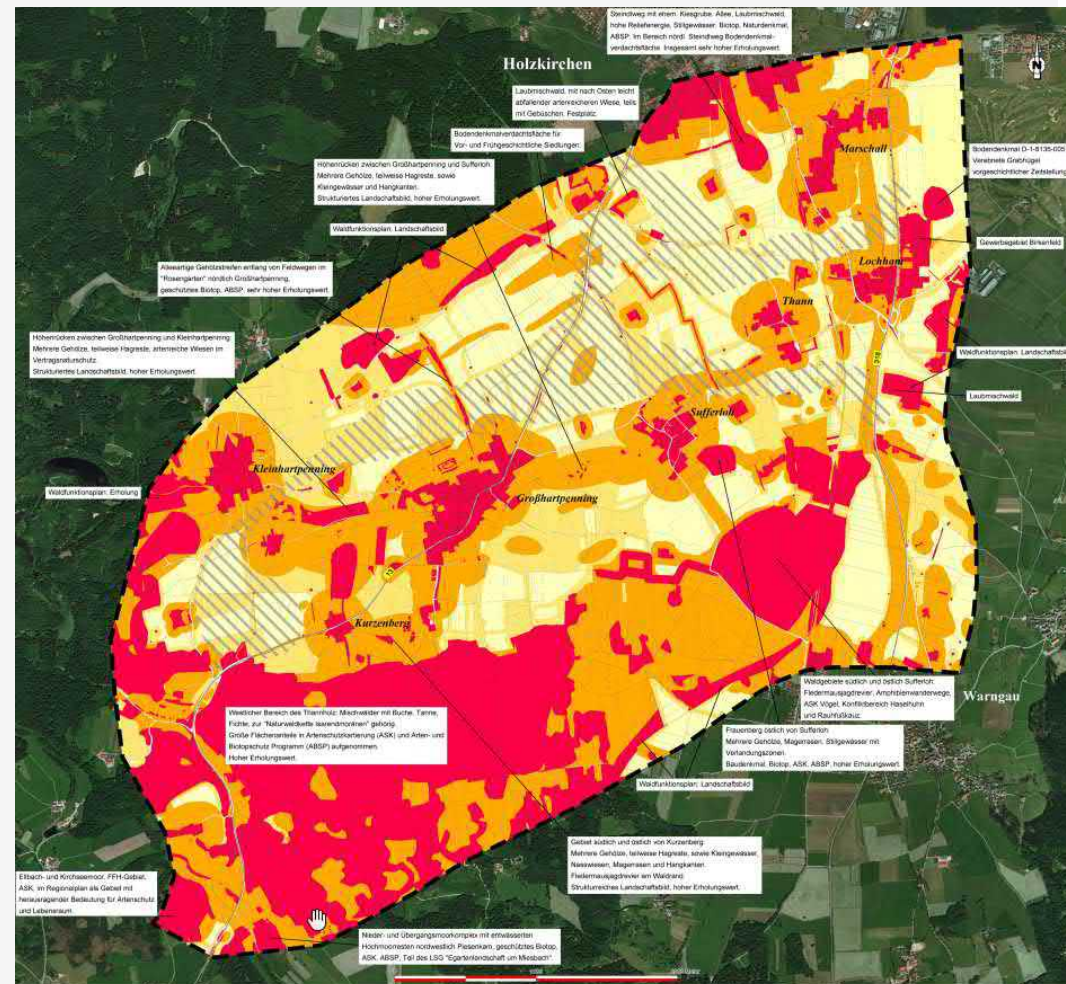 Steindlweg mit ehem. Kiesgrube. Allee, Laubmischwald,
hohe Reliefenergie, Stillgewässer. Biotop, Naturdenkmal,
ABSP. Im Bereich nördl. Steindlweg Bodendenkmal-
verdachtsfläche. Insgesamt sehr hoher Erholungswert.
Holzkirchen
N
Laubmischwald, mit nach Osten leicht
abfallender artenreicheren Wiese, teils
mit Gebüschen, Festplatz.
Bodendenkmalverdachtsfläche für
Vor- und Frühgeschichtliche Siedlungen.
Marschall
Bodendenkmal D-1-8136-005
Verebnete Grabhügel
vorgeschichtlicher Zeitstellung
Höhenrücken zwischen Großhartpenning und Sufferloh:
Mehrere Gehölze, teilweise Hagreste, sowie
Kleingewässer und Hangkanten.
Strukturiertes Landschaftsbild, hoher Erholungswert.
Waldfunktionsplan: Landschaftsbild
Gewerbegebiet Birkenfeld
Lochham
Alleeartige Gehölzstreifen entlang von Feldwegen im
"Rosengarten" nördlich Großhartpenning,
geschütztes Biotop, ABSP, sehr hoher Erholungswert.
Thann
Höhenrücken zwischen Großhartpenning und Kleinhartpenning:
Mehrere Gehölze, teilweise Hagreste, artenreiche Wiesen im
Vertragsnaturschutz.
Strukturiertes Landschaftsbild, hoher Erholungswert.
318
Waldfunktionsplan: Landschaftsbild
Laubmischwald
Sufferloh
Kleinhartpenning
Waldfunktionsplan: Erholung
Großhartpenning
13
Kurzenberg
Waldgebiete südlich und östlich Sufferloh:
Fledermausjagdrevier, Amphibienwanderwege,
ASK Vögel, Konfliktbereich Haselhuhn
und Rauhfußkauz.
Warngau
Westlicher Bereich des Thannholz: Mischwälder mit Buche, Tanne,
Fichte, zur "Naturwaldkette Isarendmoränen" gehörig.
Große Flächenanteile in Artenschutzkartierung (ASK) und Arten- und
Biotopschutz Programm (ABSP) aufgenommen.
Hoher Erholungswert.
Frauenberg östlich von Sufferloh:
Mehrere Gehölze, Magerrasen, Stillgewässer mit
Verlandungszonen.
Baudenkmal, Biotop, ASK, ABSP, hoher Erholungswert.
Waldfunktionsplan: Landschaftsbild
Gebiet südlich und östlich von Kurzenberg:
Mehrere Gehölze, teilweise Hagreste, sowie Kleingewässer,
Nasswiesen, Magerrasen und Hangkanten.
Fledermausjagdrevier am Waldrand.
Strukturreiches Landschaftsbild, hoher Erholungswert.
Ellbach- und Kirchseemoor, FFH-Gebiet,
ASK, im Regionalplan als Gebiet mit
herausragender Bedeutung für Artenschutz
und Lebensraum.
Nieder- und Übergangsmoorkomplex mit entwässerten
Hochmoorresten nordwestlich Piesenkam, geschütztes Biotop,
ASK, ABSP, Teil des LSG "Egartenlandschaft um Miesbach".